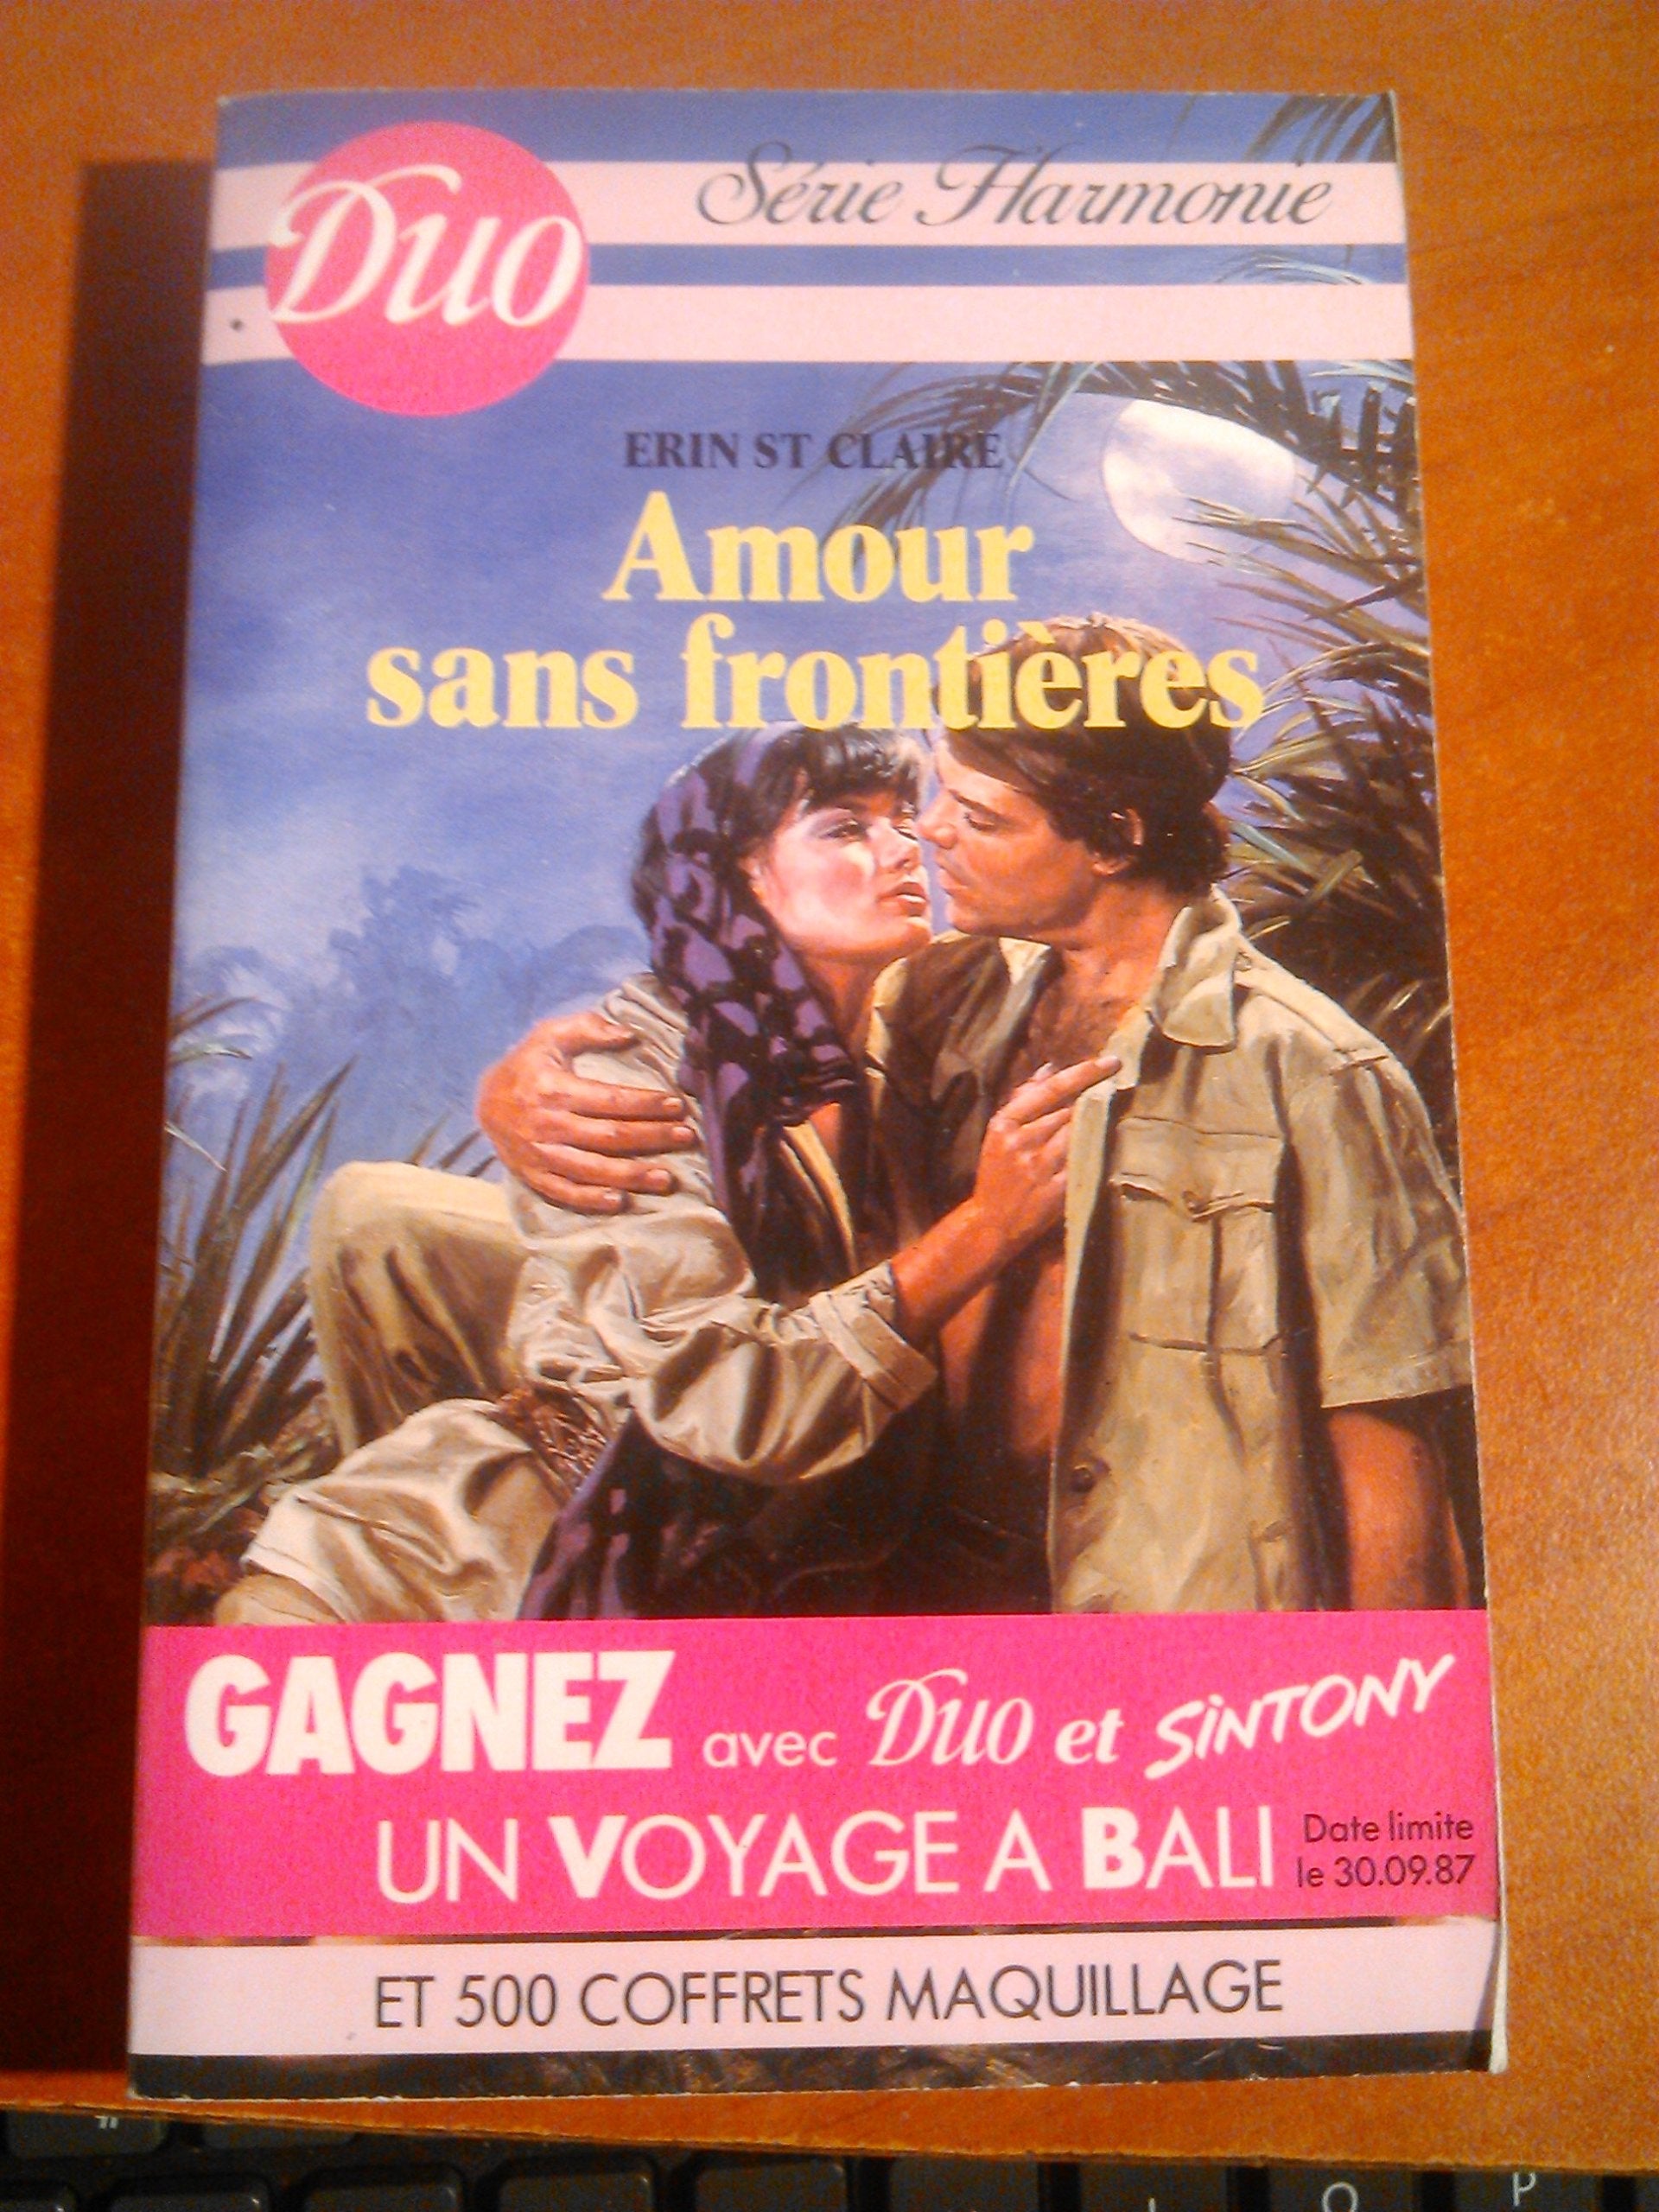 Duo
Série Harmonie
ERIN ST CLAIRE
Amour
sans frontières
GAGNEZ avec Duo et SiNTONY
UN VOYAGE A BALI
Date limite
le 30.09.87
ET 500 COFFRETS MAQUILLAGE
O
P